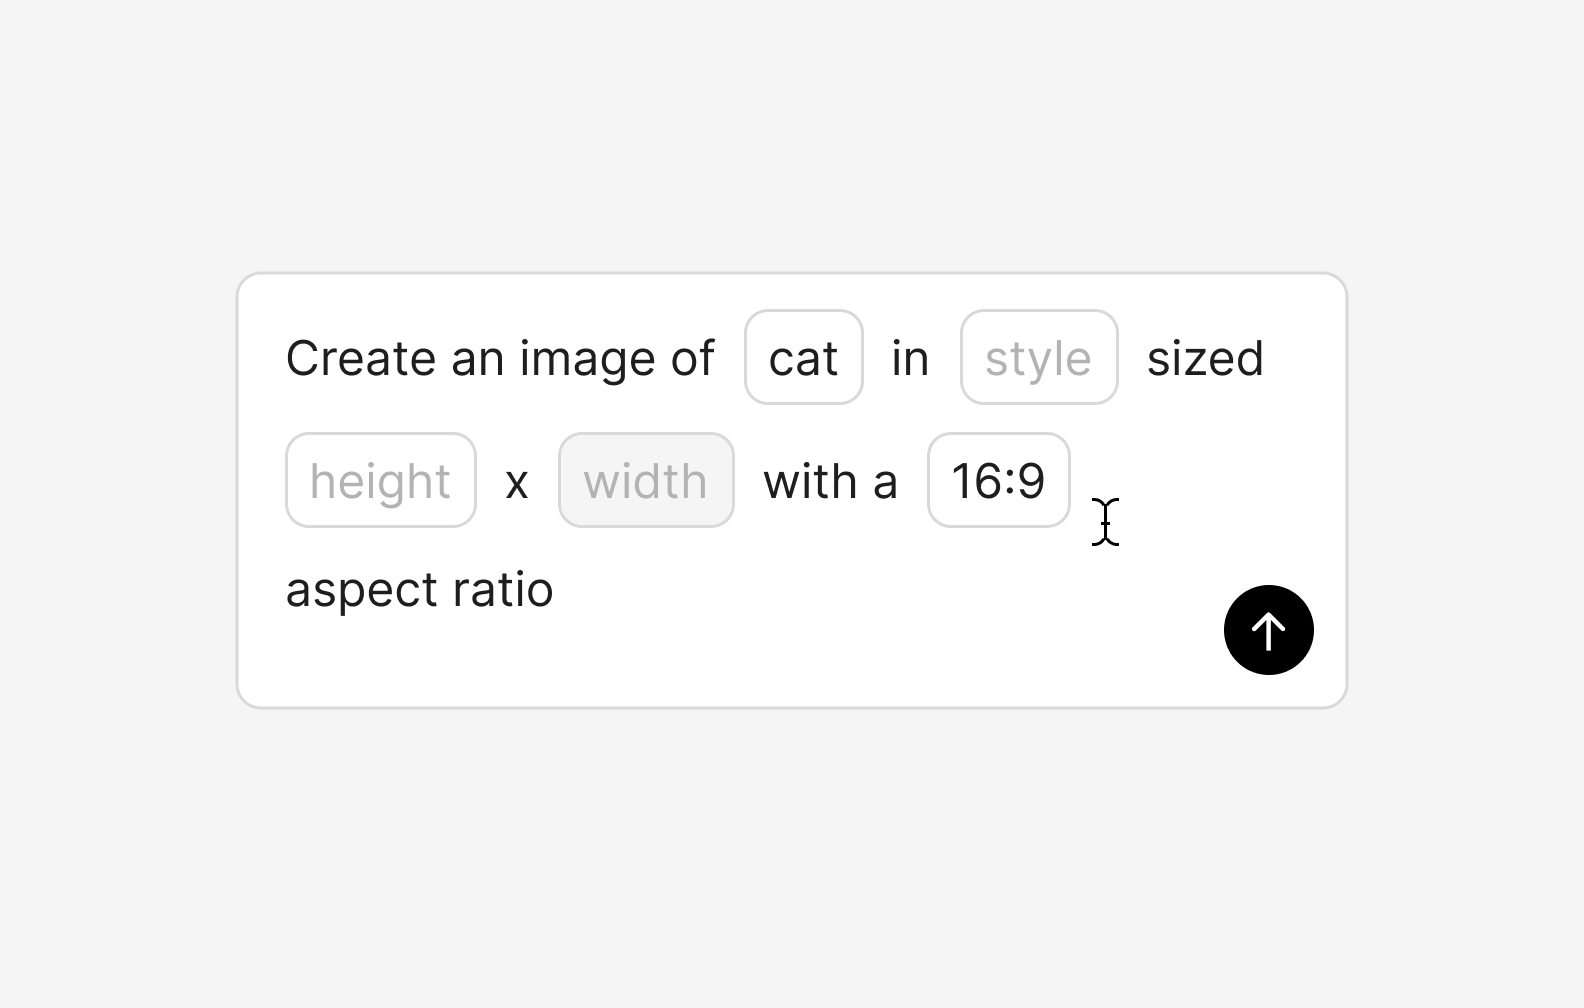 Create an image of cat in style sized
height x width with a 16:9
aspect ratio